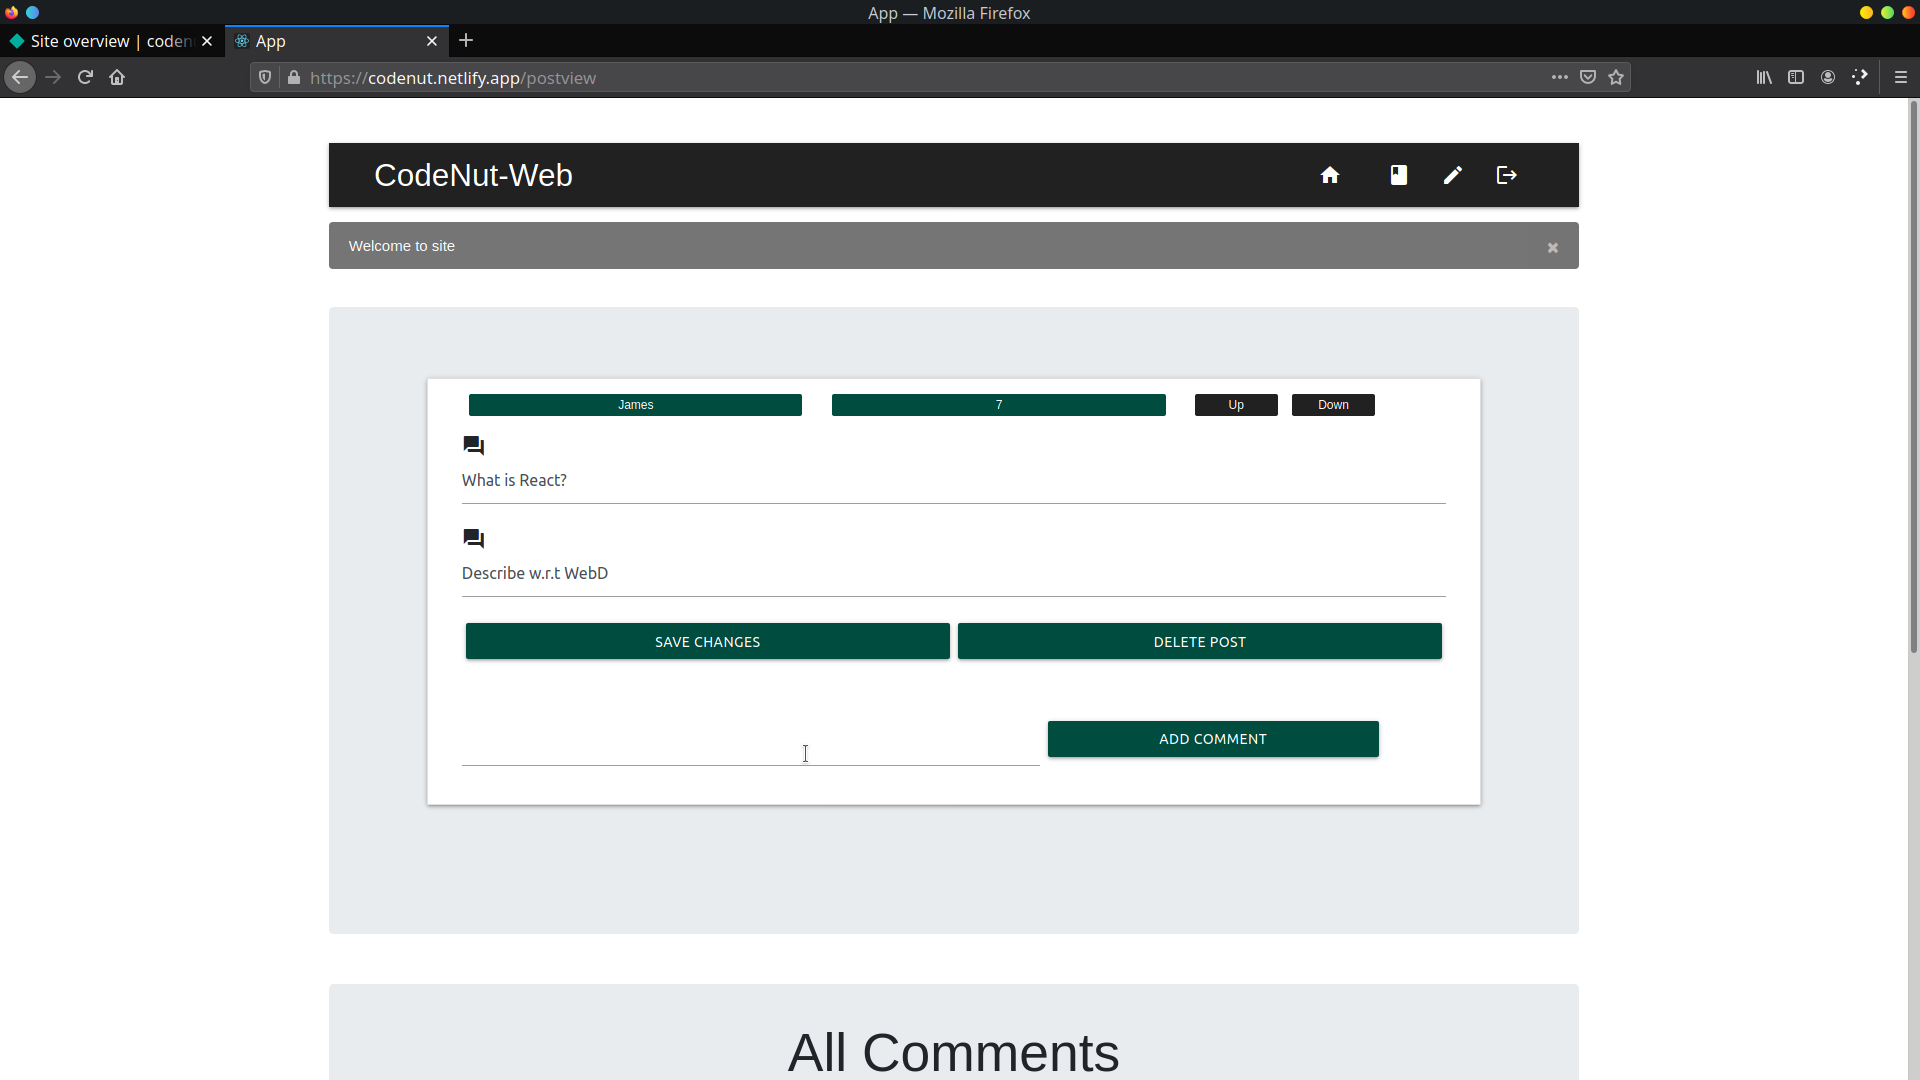 App — Mozilla Firefox
Site overview | coden
App
https://codenut.netlify.app/postview
CodeNut-Web
Welcome to site
James
7
Up
Down
What is React?
Describe w.r.t WebD
SAVE CHANGES
DELETE POST
ADD COMMENT
All Comments